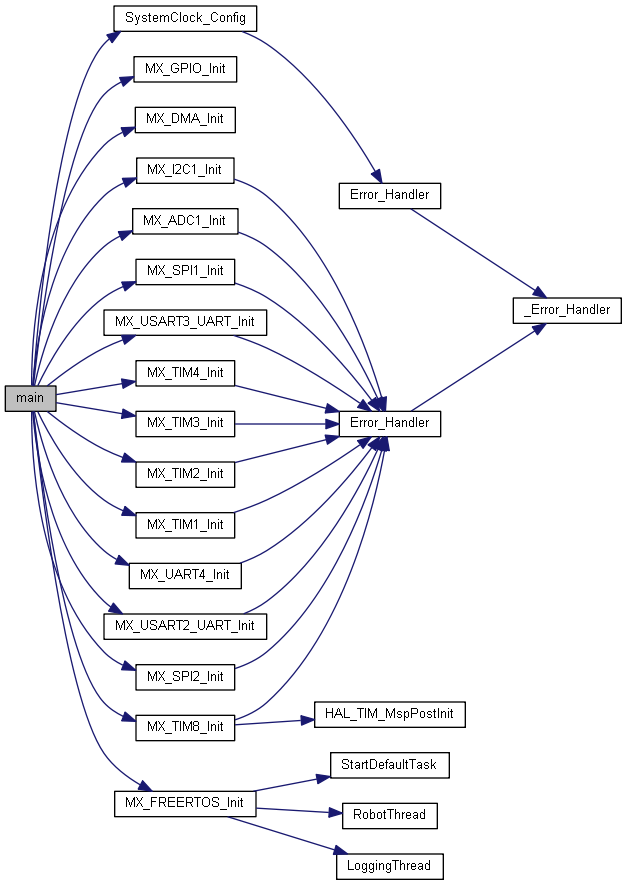 SystemClock_Config
MX_GPIO_Init
MX_DMA_Init
MX_I2C1_Init
Error_Handler
MX_ADC1_Init
MX_SPI1_Init
_Error_Handler
MX_USART3_UART_Init
MX_TIM4_Init
main
MX_TIM3_Init
Error_Handler
MX_TIM2_Init
MX_TIM1_Init
MX_UART4_Init
MX_USART2_UART_Init
MX_SPI2_Init
HAL_TIM_MspPostInit
MX_TIM8_Init
StartDefaultTask
MX_FREERTOS_Init
RobotThread
LoggingThread